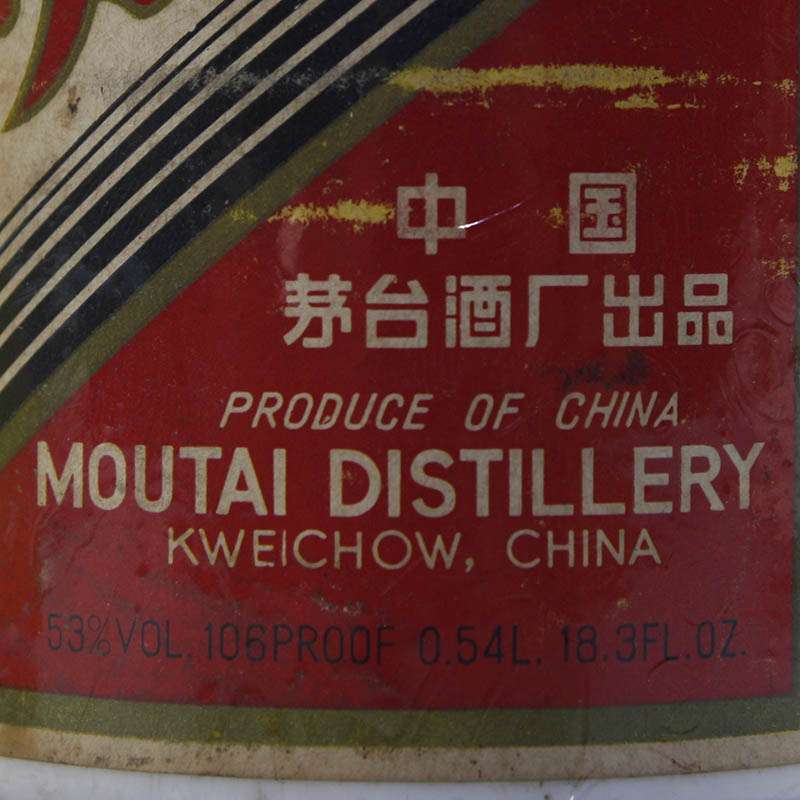 中国
茅台酒厂出品
PRODUCE OF CHINA
MOUTAI DISTILLERY
KWEICHOW, CHINA
53%VOL. 106PROOF 0.54L. 18.3FL.OZ.